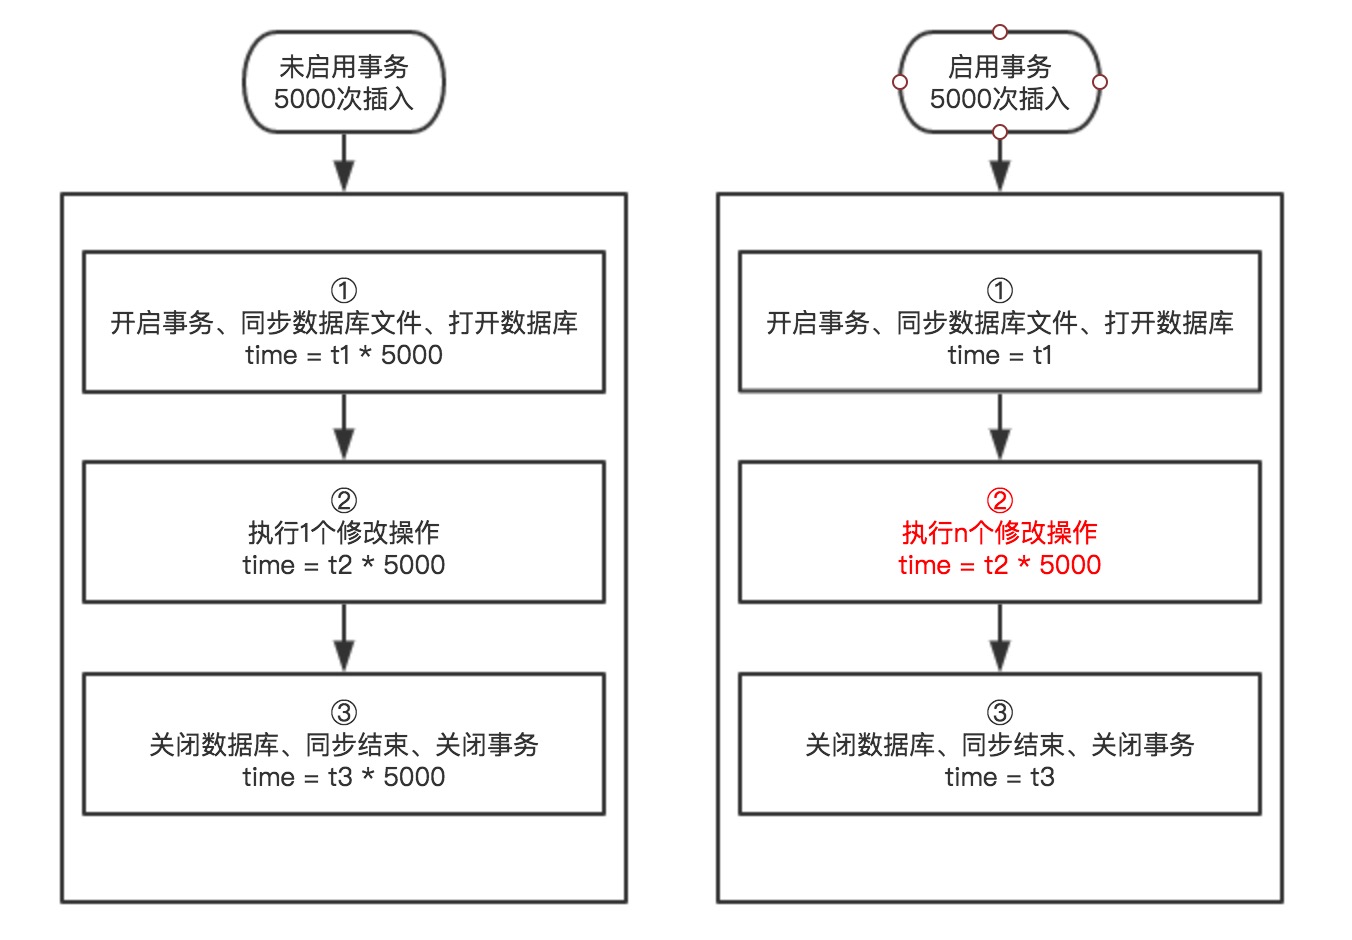 未启用事务
5000次插入
①
开启事务、同步数据库文件、打开数据库
time = t1 * 5000
②
执行1个修改操作
time = t2 * 5000
③
关闭数据库、同步结束、关闭事务
time = t3 * 5000
启用事务
5000次插入
①
开启事务、同步数据库文件、打开数据库
time = t1
②
执行n个修改操作
time = t2 * 5000
③
关闭数据库、同步结束、关闭事务
time = t3